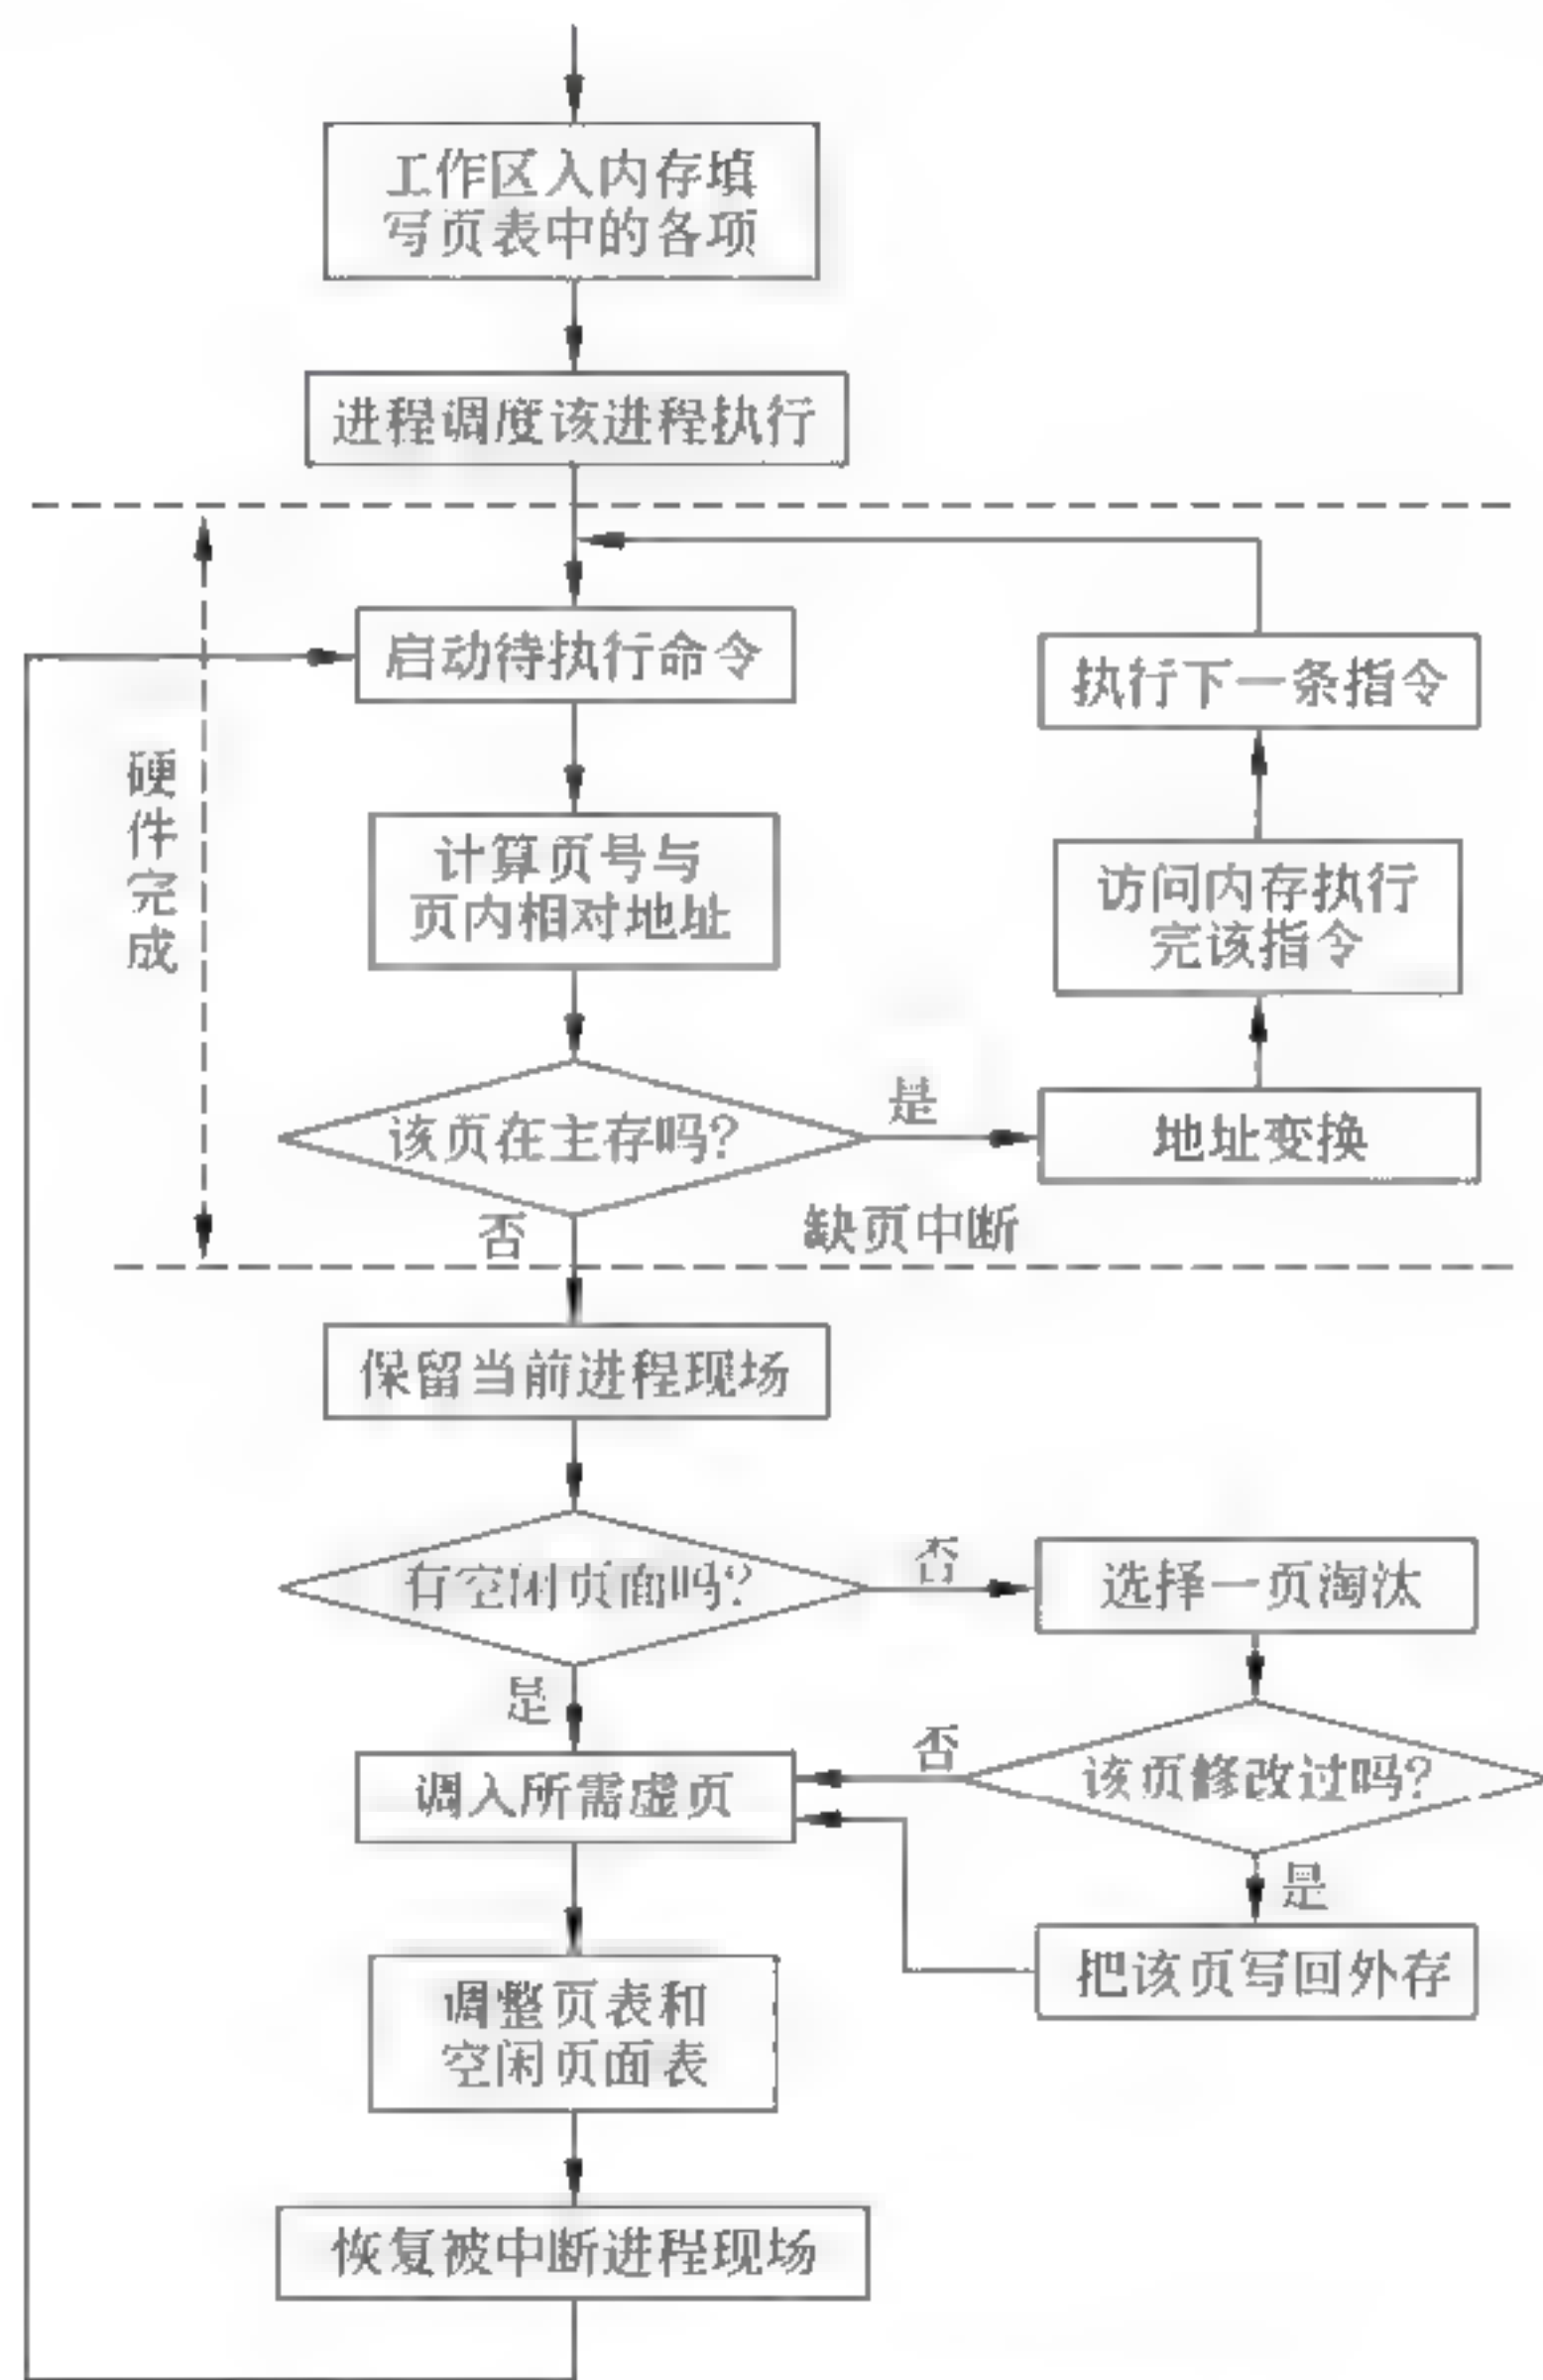 工作区入内存填
写页表中的各项
进程调度该进程执行
启动待执行命令
执行下一条指令
硬件完成
计算页号与
页内相对地址
访问内存执行
完该指令
该页在主存吗?
是
地址变换
否
缺页中断
保留当前进程现场
有空闲页面吗?
否
选择一页淘汰
是
否
调入所需虚页
该页修改过吗?
是
把该页写回外存
调整页表和
空闲页面表
恢复被中断进程现场